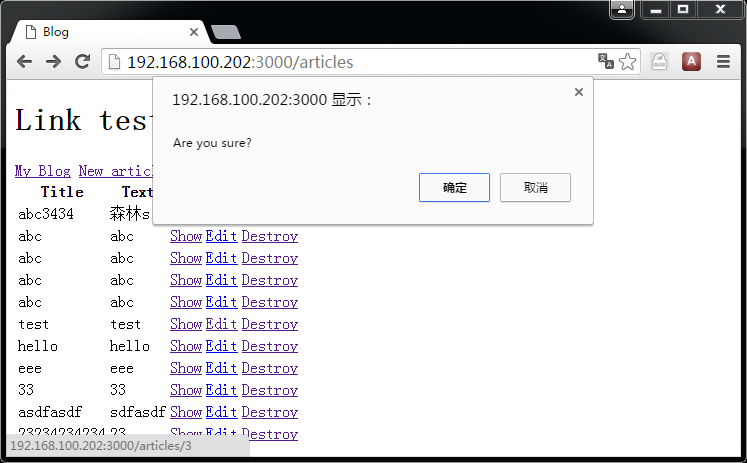 Blog
192.168.100.202:3000/articles
192.168.100.202:3000 显示：
Are you sure?
确定 取消
Link test
My Blog New articl
Title Text
abc3434 森林s
abc abc Show Edit Destroy
abc abc Show Edit Destroy
abc abc Show Edit Destroy
abc abc Show Edit Destroy
test test Show Edit Destroy
hello hello Show Edit Destroy
eee eee Show Edit Destroy
33 33 Show Edit Destroy
asdfasdf sdfasdf Show Edit Destroy
23234234234 23 Show Edit Destroy
192.168.100.202:3000/articles/3